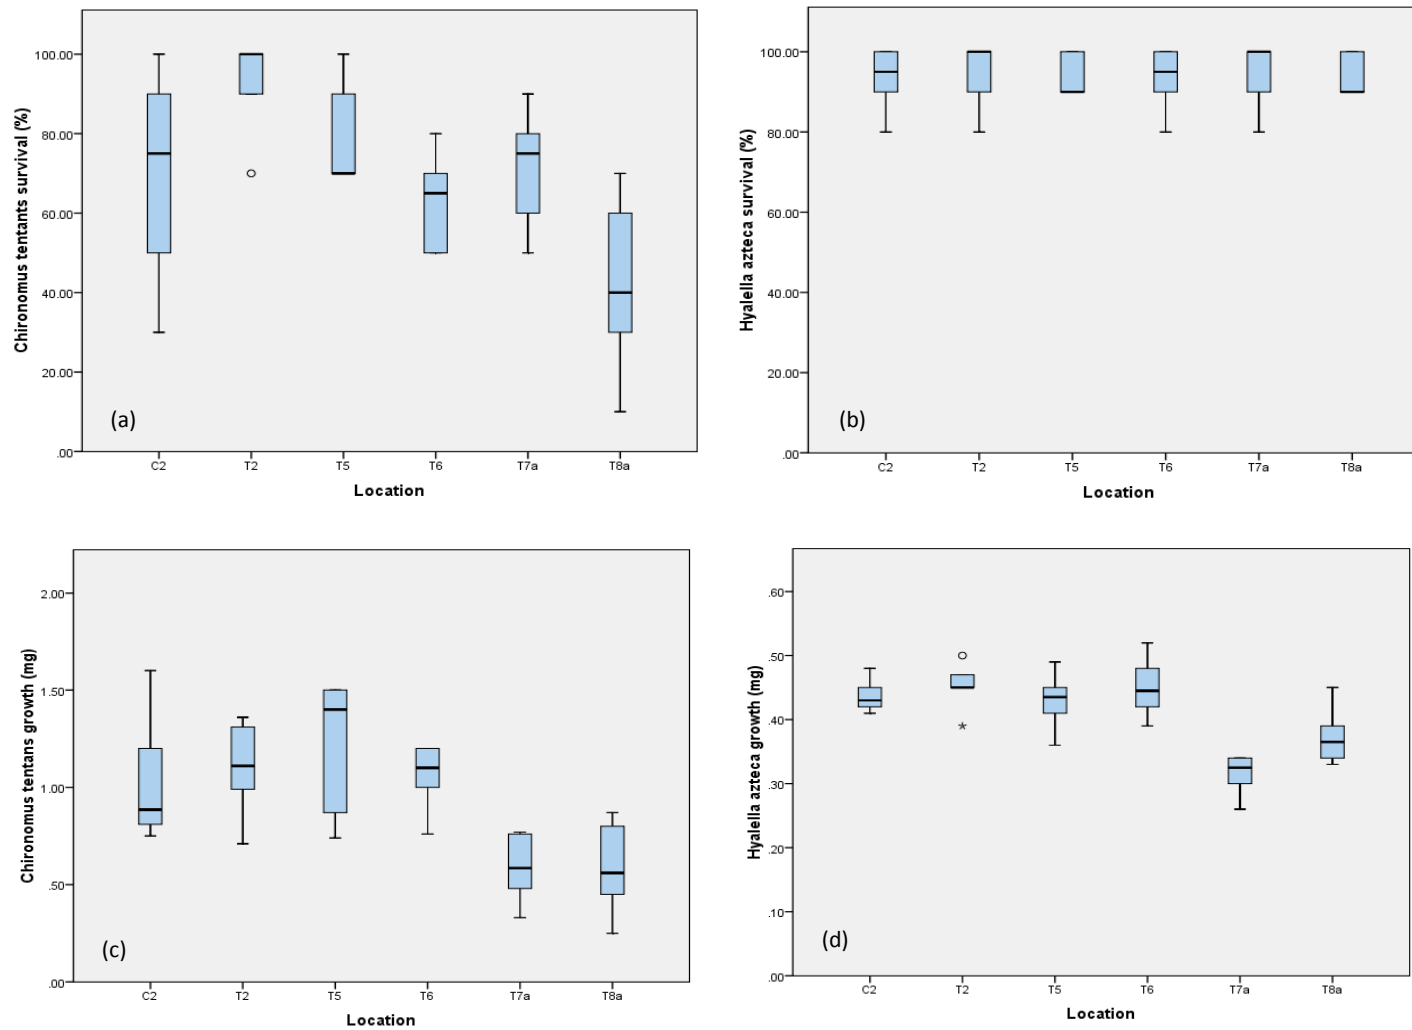 Chironomus tentants survival (%)
100.00
80.00
60.00
40.00
20.00
.00
(a)
C2 T2 T5 T6 T7a T8a
Location
Hyalella azteca survival (%)
100.00
80.00
60.00
40.00
20.00
.00
(b)
C2 T2 T5 T6 T7a T8a
Location
Chironomus tentans growth (mg)
2.00
1.50
1.00
.50
.00
(c)
C2 T2 T5 T6 T7a T8a
Location
Hyalella azteca growth (mg)
.60
.50
.40
.30
.20
.10
.00
(d)
C2 T2 T5 T6 T7a T8a
Location